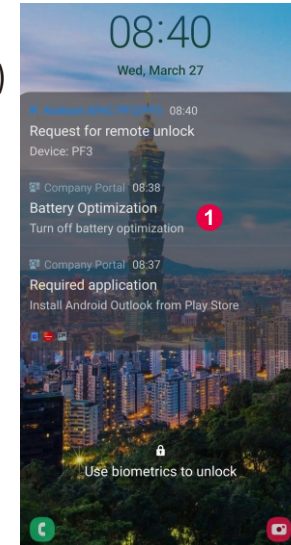 )
08:40
Wed, March 27
08:40
Request for remote unlock
Device: PF3
Company Portal 08:38
Battery Optimization
Turn off battery optimization
1
Company Portal 08:37
Required application
Install Android Outlook from Play Store
Use biometrics to unlock